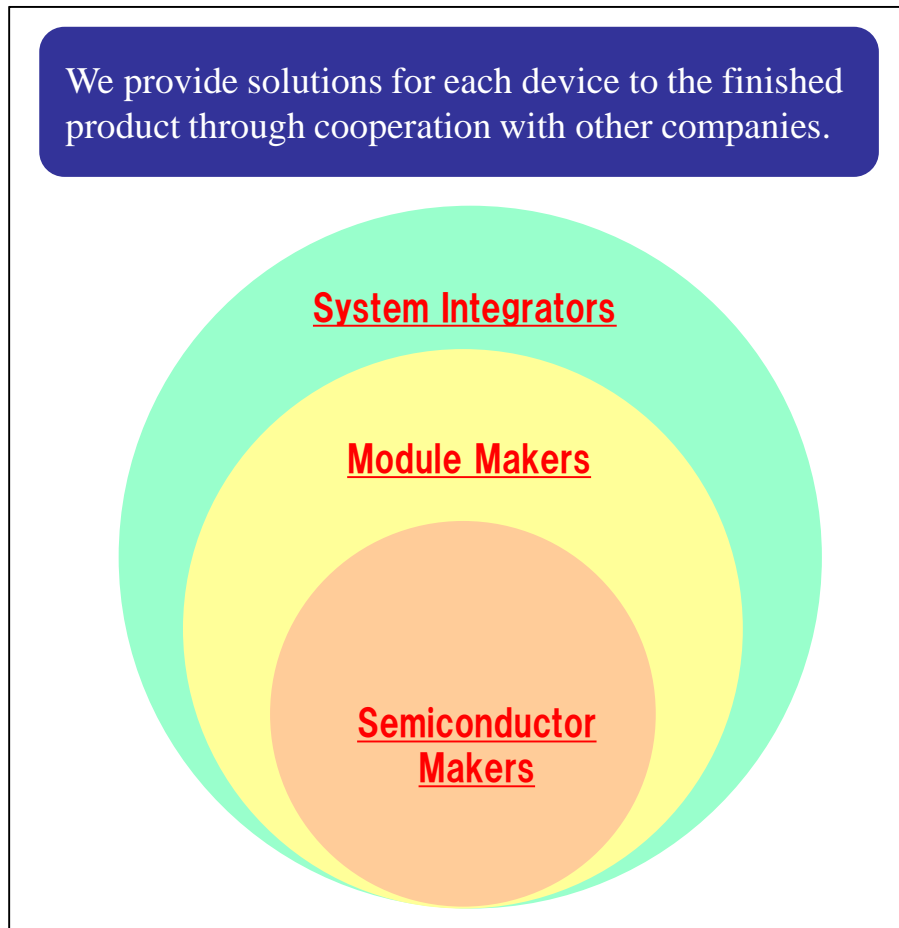 We provide solutions for each device to the finished
product through cooperation with other companies.
System Integrators
Module Makers
Semiconductor
Makers